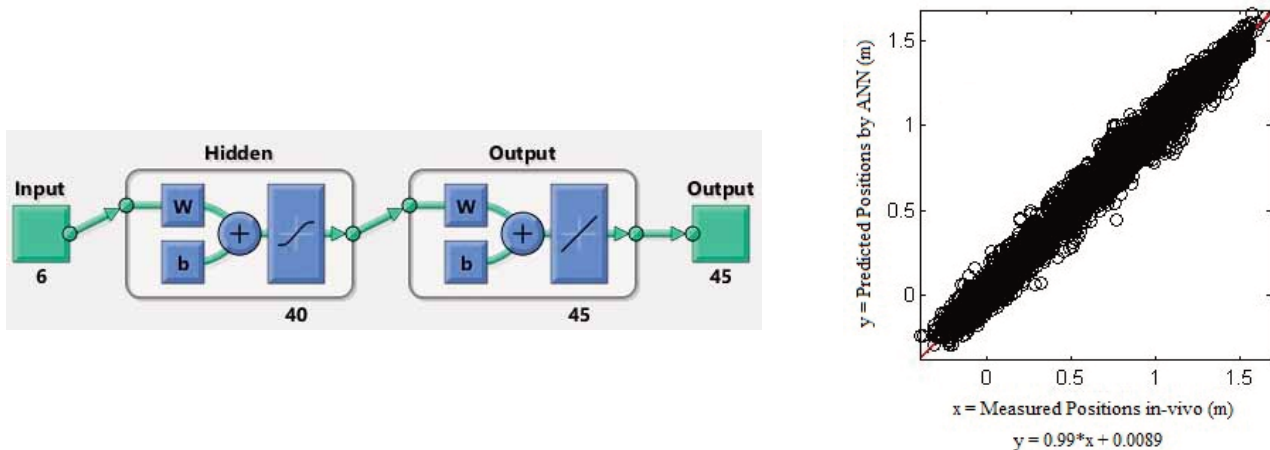 Hidden
Output
Input
W
b
+
W
b
+
Output
6
40
45
45
y = Predicted Positions by ANN (m)
1.5
1
0.5
0
0
0.5
1
1.5
x = Measured Positions in-vivo (m)
y = 0.99*x + 0.0089